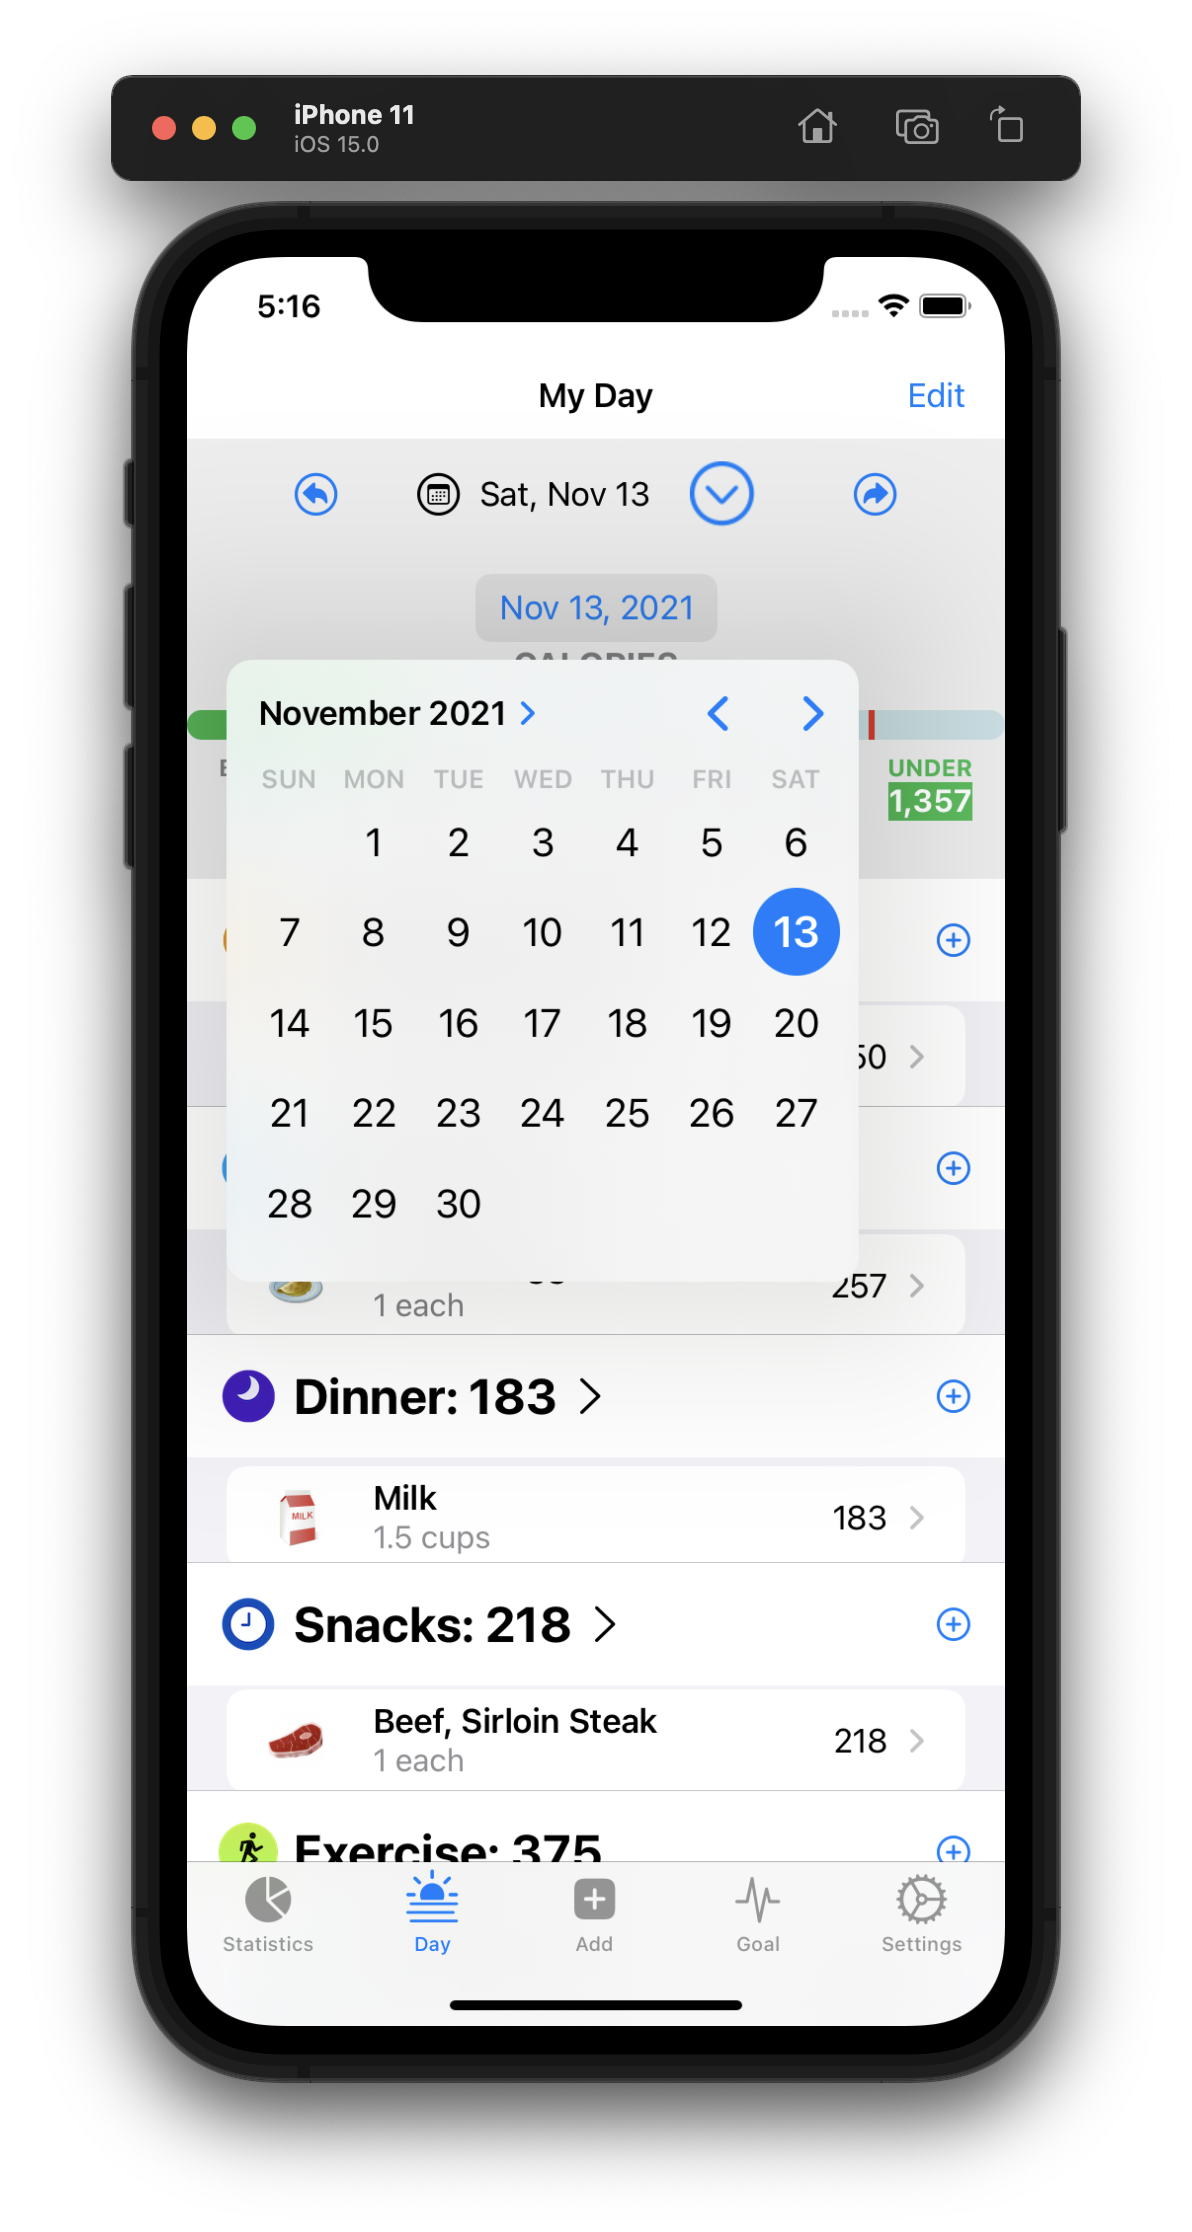 iPhone 11
iOS 15.0
5:16
My Day
Edit
Sat, Nov 13
Nov 13, 2021
CALORIES
November 2021
SUN MON TUE WED THU FRI SAT
1 2 3 4 5 6
7 8 9 10 11 12 13
14 15 16 17 18 19 20
21 22 23 24 25 26 27
28 29 30
UNDER
1,357
50
257
1 each
Dinner: 183
MILK
Milk
1.5 cups
183
Snacks: 218
Beef, Sirloin Steak
1 each
218
Exercise: 375
Statistics
Day
Add
Goal
Settings